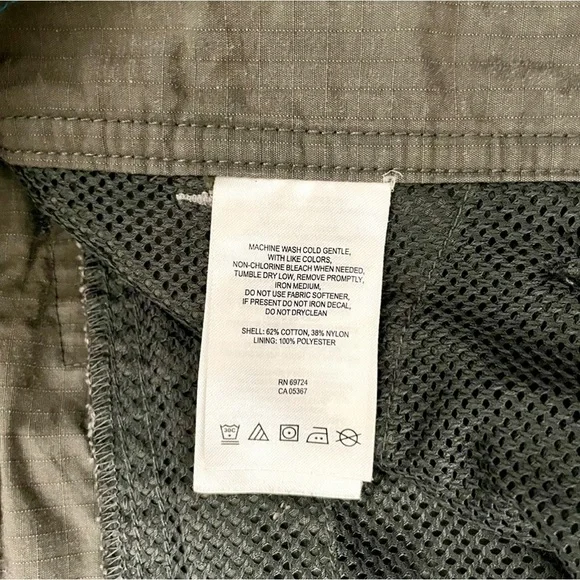 MACHINE WASH COLD GENTLE,
WITH LIKE COLORS,
NON-CHLORINE BLEACH WHEN NEEDED,
TUMBLE DRY LOW, REMOVE PROMPTLY,
IRON MEDIUM,
DO NOT USE FABRIC SOFTENER,
IF PRESENT DO NOT IRON DECAL,
DO NOT DRYCLEAN
SHELL: 62% COTTON, 38% NYLON
LINING: 100% POLYESTER
RN 69724
CA 05367
30C